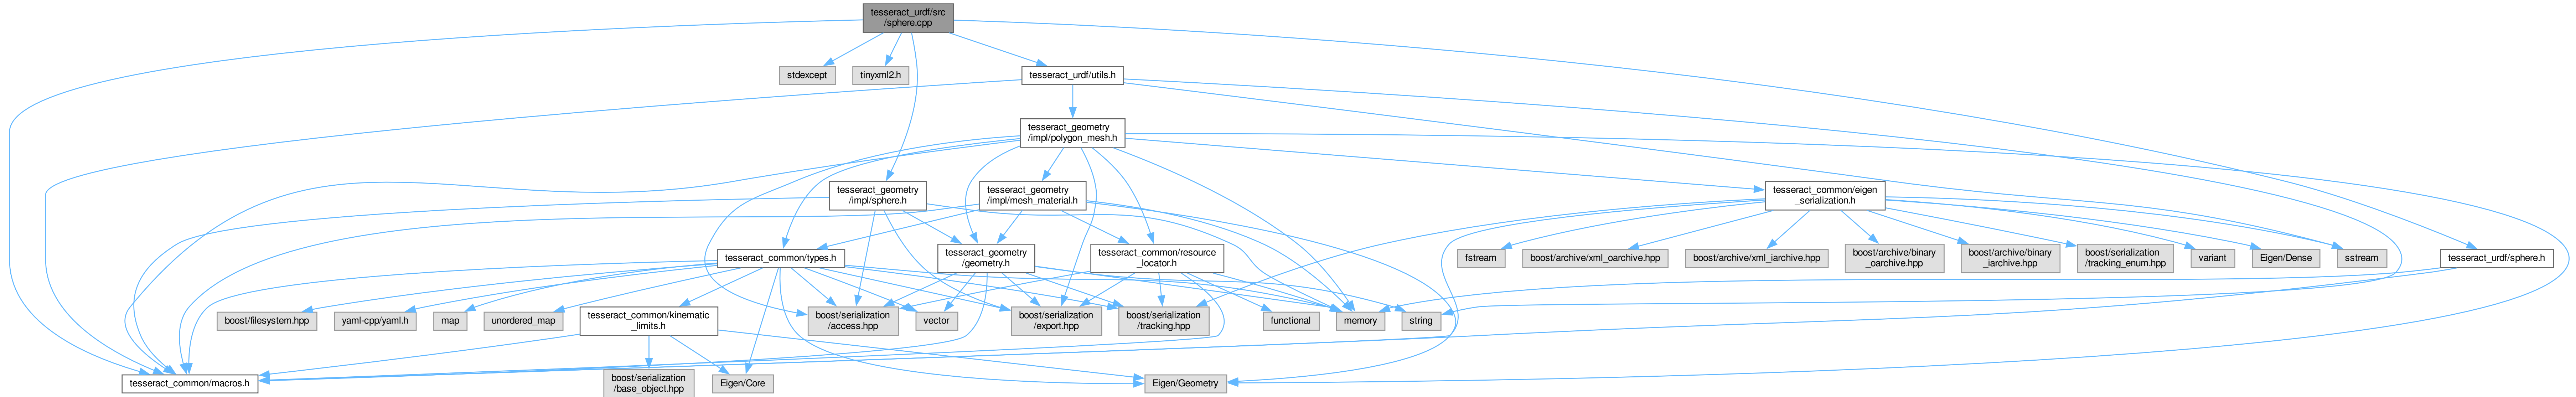 tesseract_urdf/src
/sphere.cpp
stdexcept
tinyxml2.h
tesseract_urdf/utils.h
tesseract_geometry
/impl/polygon_mesh.h
tesseract_geometry
/impl/sphere.h
tesseract_geometry
/impl/mesh_material.h
tesseract_common/eigen
_serialization.h
tesseract_common/types.h
tesseract_geometry
/geometry.h
tesseract_common/resource
_locator.h
fstream
boost/archive/xml_oarchive.hpp
boost/archive/xml_iarchive.hpp
boost/archive/binary
_oarchive.hpp
boost/archive/binary
_iarchive.hpp
boost/serialization
/tracking_enum.hpp
variant
Eigen/Dense
sstream
tesseract_urdf/sphere.h
boost/filesystem.hpp
yaml-cpp/yaml.h
map
unordered_map
tesseract_common/kinematic
_limits.h
boost/serialization
/access.hpp
vector
boost/serialization
/export.hpp
boost/serialization
/tracking.hpp
functional
memory
string
tesseract_common/macros.h
boost/serialization
/base_object.hpp
Eigen/Core
Eigen/Geometry